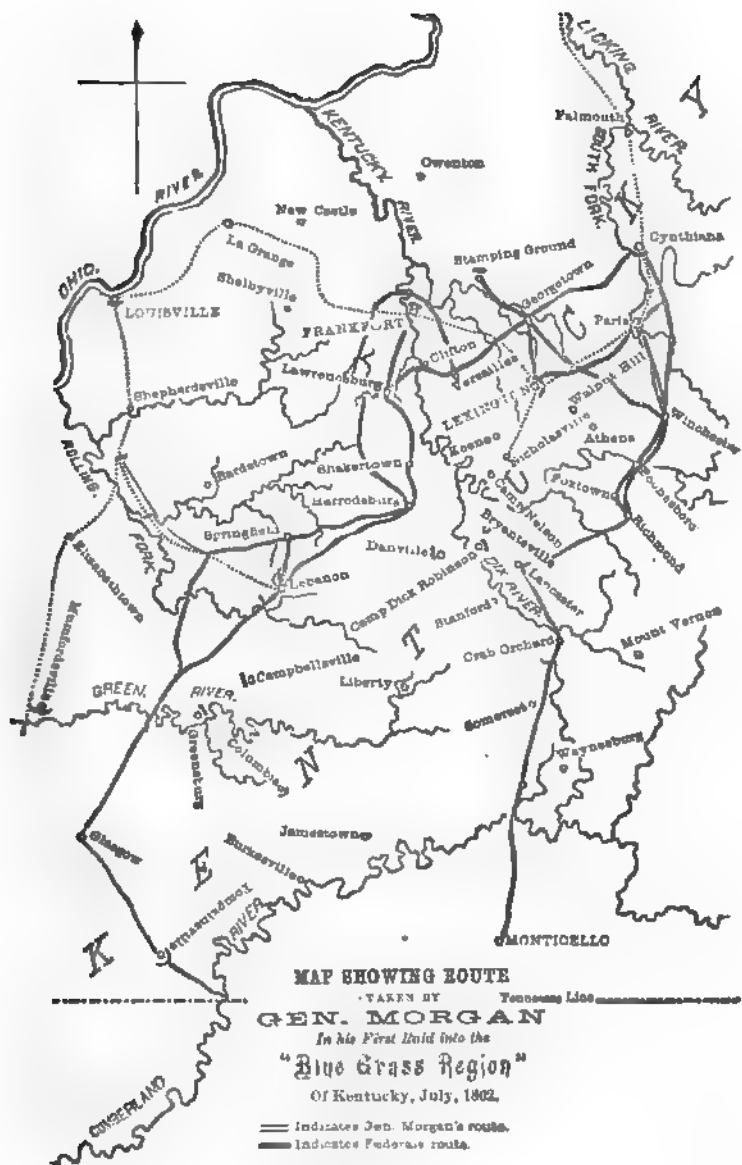 LICKING
RIVER
A
Falmouth
SOUTH FORK.
KENTUCKY
RIVER.
Owenton
RIVER
OHIO.
New Castle
La Grange
Shelbyville
LOUISVILLE
Stamping Ground
Cynthiana
Georgetown
C
K
FRANKFORT
Paris
Clifton
Versailles
Lawrenceburg
LEXINGTON
Walnut Hill
Shepherdsville
Winchester
Athens
Nicholasville
ROLLING.
FORK.
Bardstown
Shakertown
Harrodsburg
Camp Nelson
Foxtown
Springfield
Danville
Bryantsville
Richmond
Elizabethtown
Lebanon
Camp Dick Robinson
DIX RIVER.
Lancaster
Stanford
T
Mount Vernon
Crab Orchard
Munfordsville
Campbellsville
Liberty
GREEN.
RIVER.
Somerset
Greensburg
Columbia
N
Waynesburg
Jamestown
Glasgow
Burkesville
E
Tompkinsville
RIVER
K
MONTICELLO
CUMBERLAND
MAP SHOWING ROUTE
TAKEN BY
Tennessee Line
GEN. MORGAN
In his First Raid into the
"Blue Grass Region"
Of Kentucky, July, 1862.
Indicates Gen. Morgan's route.
Indicates Federals route.